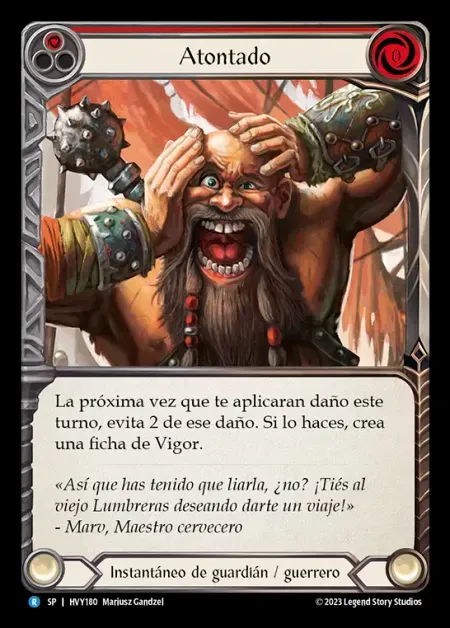 Atontado
0
La próxima vez que te aplicaran daño este
turno, evita 2 de ese daño. Si lo haces, crea
una ficha de Vigor.
«Así que has tenido que liarla, ¿no? ¡Tiés al
viejo Lumbreras deseando darte un viaje!»
- Marv, Maestro cervecero
Instantáneo de guardián / guerrero
R SP | HVY180 Mariusz Gandzel © 2023 Legend Story Studios